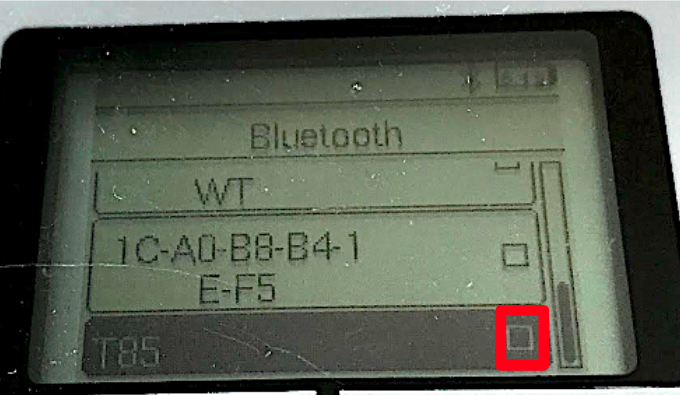 Bluetooth
WT
1C-A0-B8-B4-1
E-F5
T85